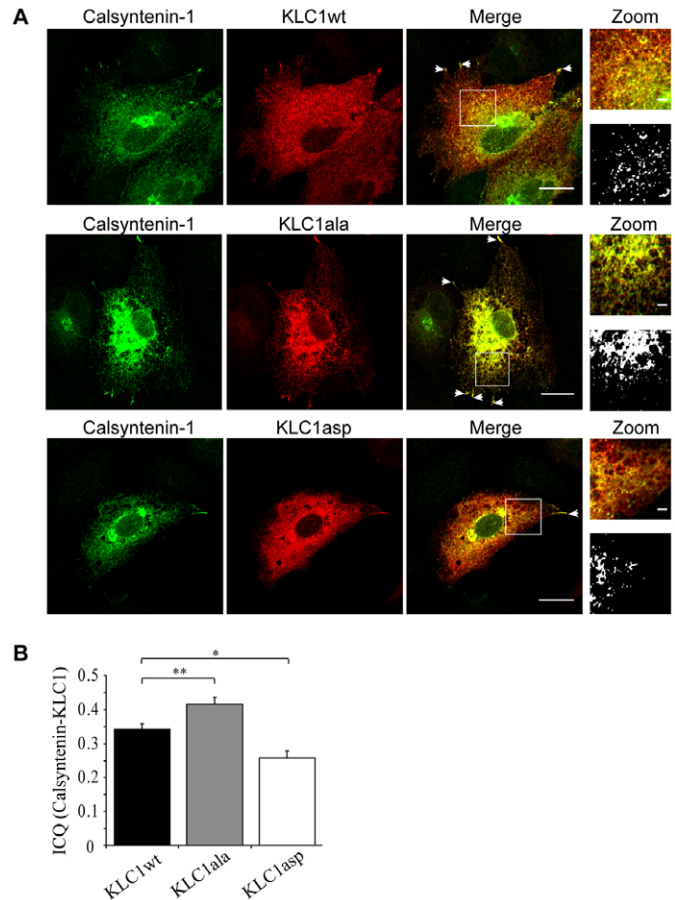 A
Calsyntenin-1 KLC1wt Merge Zoom
Calsyntenin-1 KLC1ala Merge Zoom
Calsyntenin-1 KLC1asp Merge Zoom
B
ICQ (Calsyntenin-KLC1)
0.5
0.4
0.3
0.2
0.1
0
*
**
KLC1wt KLC1ala KLC1asp